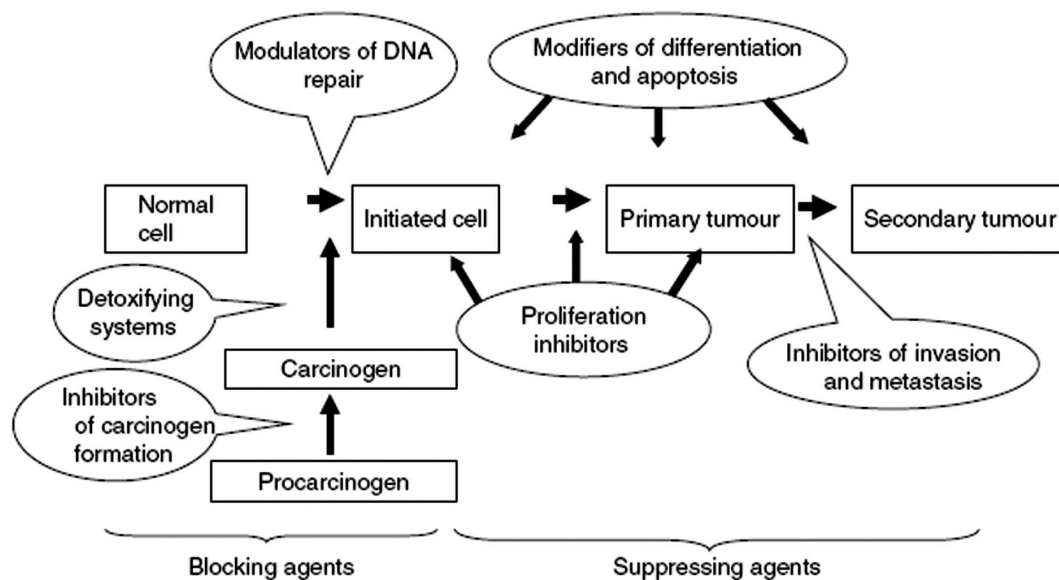 Modulators of DNA
repair
Modifiers of differentiation
and apoptosis
Normal
cell
Initiated cell
Primary tumour
Secondary tumour
Detoxifying
systems
Proliferation
inhibitors
Carcinogen
Inhibitors of invasion
and metastasis
Inhibitors
of carcinogen
formation
Procarcinogen
Blocking agents
Suppressing agents